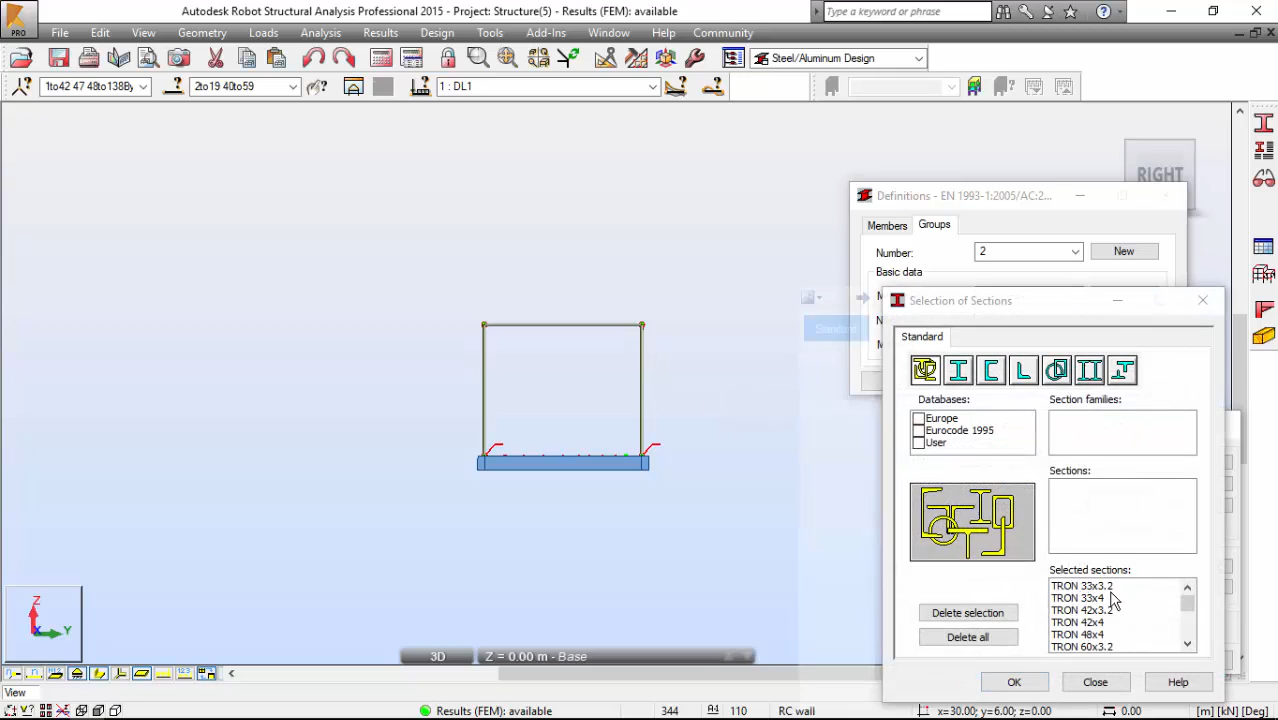 Autodesk Robot Structural Analysis Professional 2015 - Project: Structure(5) - Results (FEM): available
Type a keyword or phrase
PRO
File Edit View Geometry Loads Analysis Results Design Tools Add-Ins Window Help Community
Steel/Aluminum Design
1to42 47 48to138By
2to19 40to59
1 : DL1
RIGHT
Definitions - EN 1993-1:2005/AC:2...
Members Groups
Number: 2 New
Basic data
Selection of Sections
Standard
Standard
Databases: Section families:
Europe
Eurocode 1995
User
Sections:
Selected sections:
TRON 33x3.2
TRON 33x4
TRON 42x3.2
TRON 42x4
TRON 48x4
TRON 60x3.2
Delete selection
Delete all
OK Close Help
Z
X
Y
3D Z = 0.00 m - Base
View
Results (FEM): available 344 110 RC wall x=30.00; y=6.00; z=0.00 0.00 [m] [kN] [Deg]